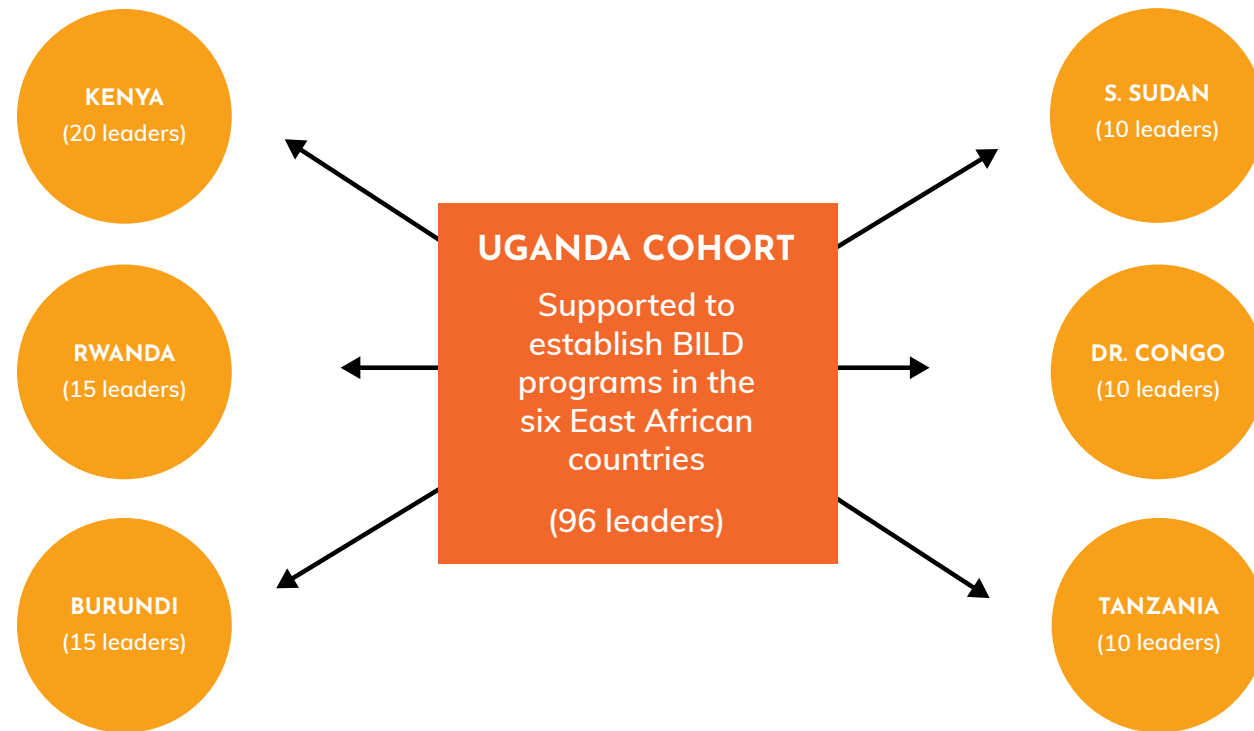 KENYA
(20 leaders)
RWANDA
(15 leaders)
BURUNDI
(15 leaders)
UGANDA COHORT
Supported to
establish BILD
programs in the
six East African
countries
(96 leaders)
S. SUDAN
(10 leaders)
DR. CONGO
(10 leaders)
TANZANIA
(10 leaders)